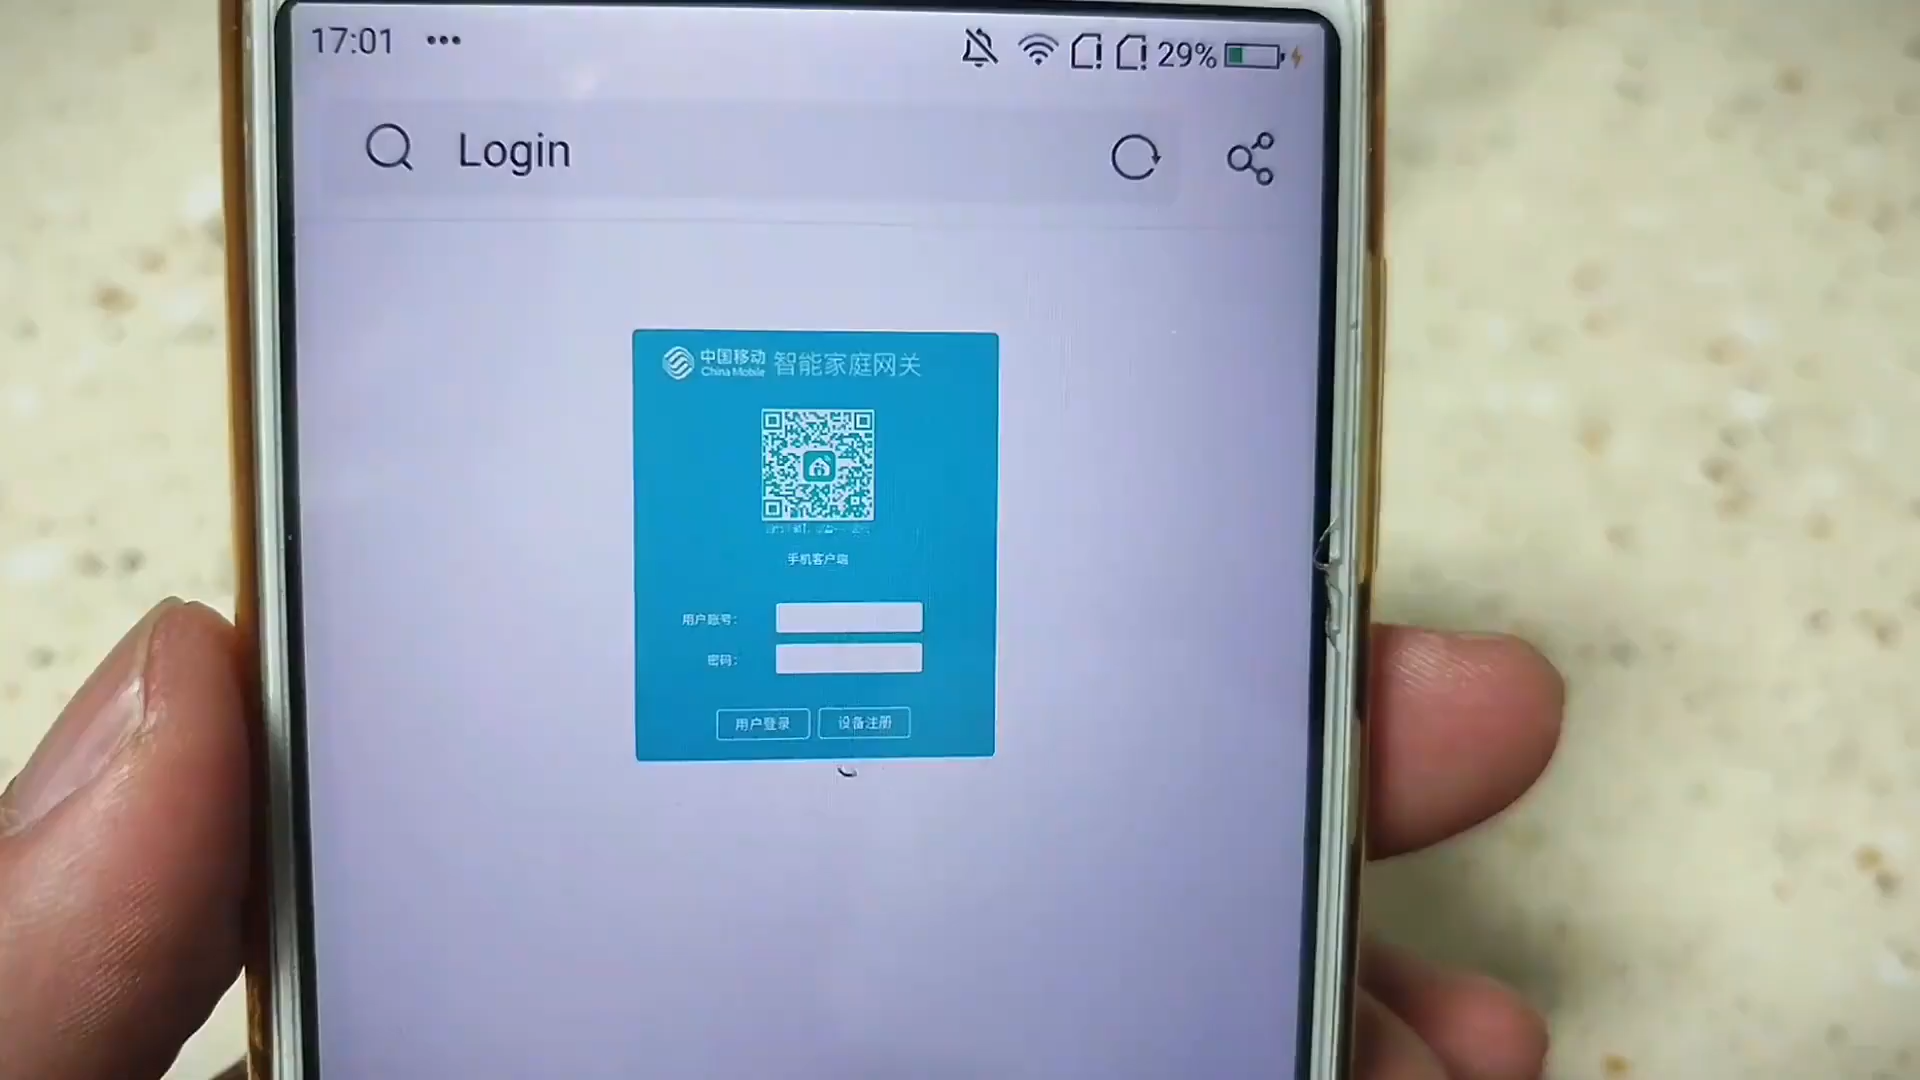 17:01 29%
Login
中国移动 智能家庭网关
China Mobile
手机客户端
用户账号:
密码:
用户登录 设备注册